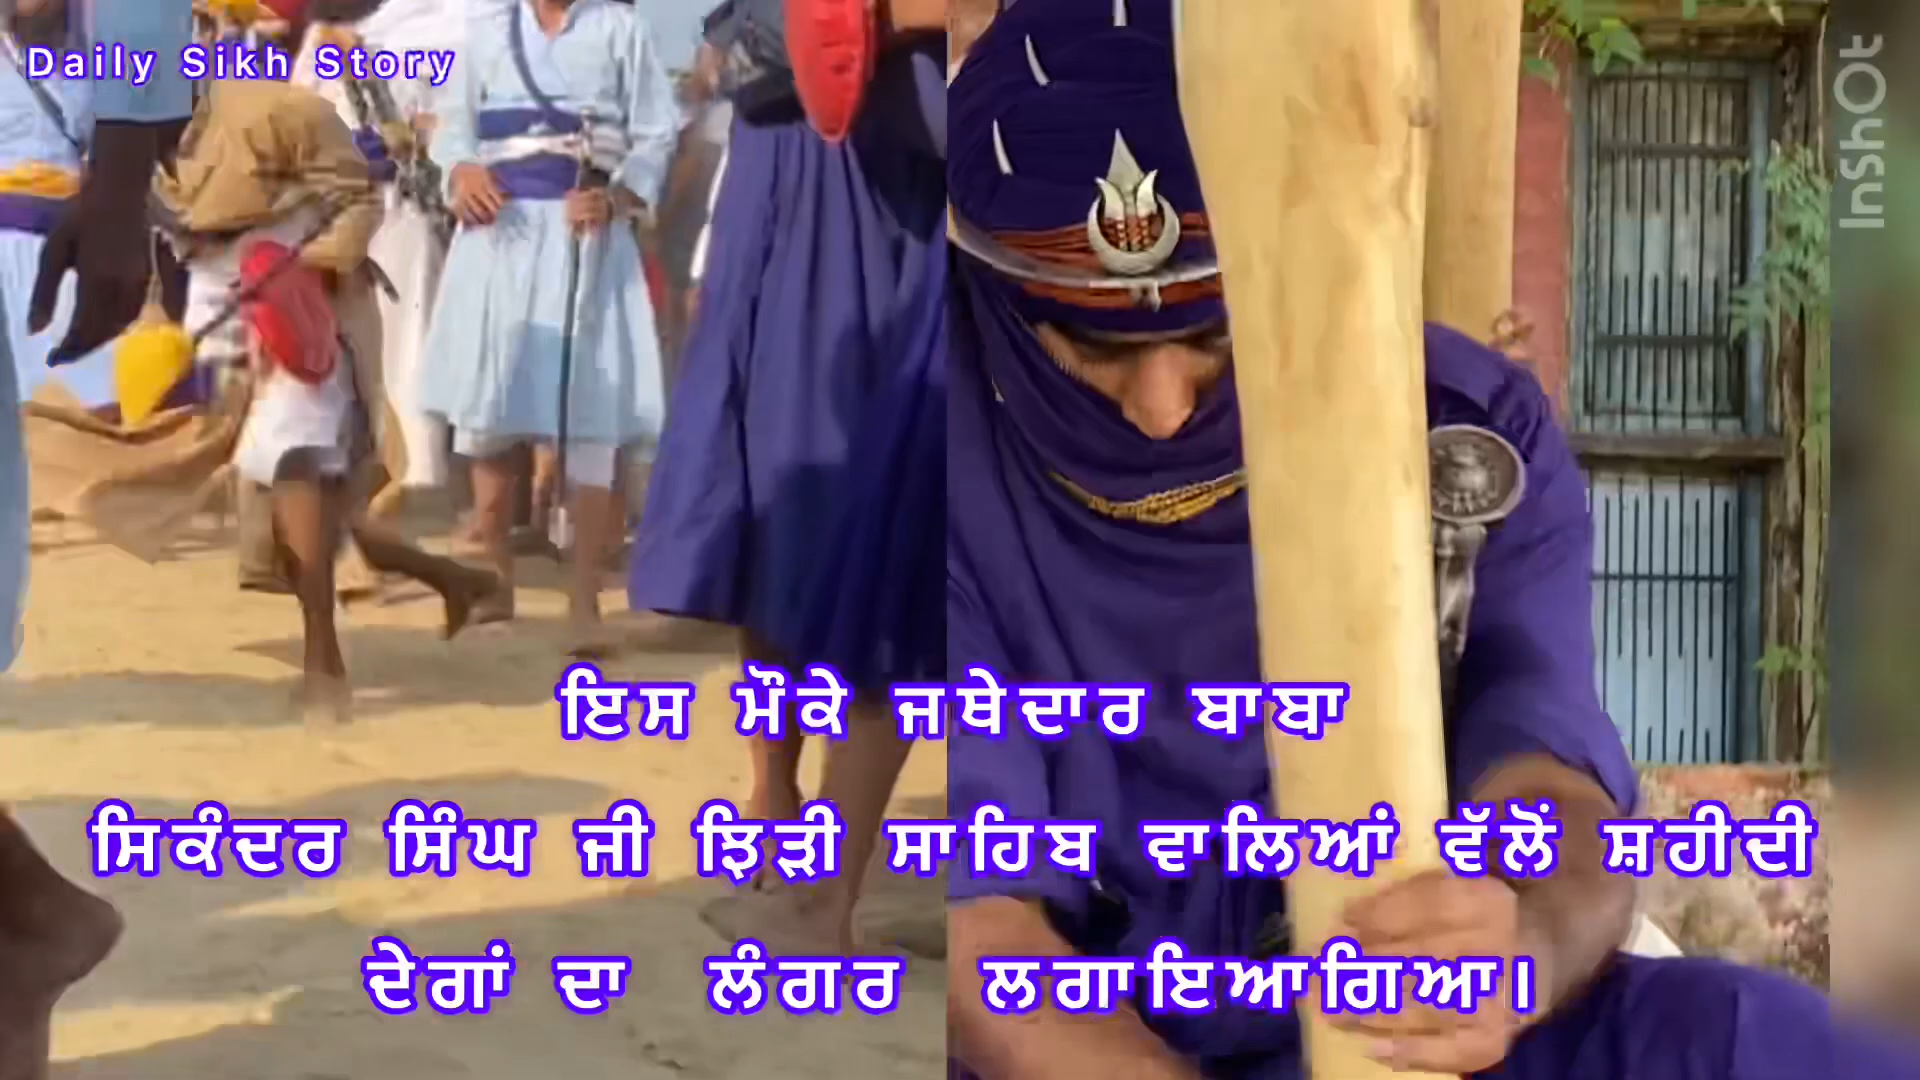 Daily Sikh Story
InShOt
ਇਸ ਮੌਕੇ ਜਥੇਦਾਰ ਬਾਬਾ
ਸਿਕੰਦਰ ਸਿੰਘ ਜੀ ਝਿੜੀ ਸਾਹਿਬ ਵਾਲਿਆਂ ਵੱਲੋਂ ਸ਼ਹੀਦੀ
ਦੇਗਾਂ ਦਾ ਲੰਗਰ ਲਗਾਇਆਗਿਆ।